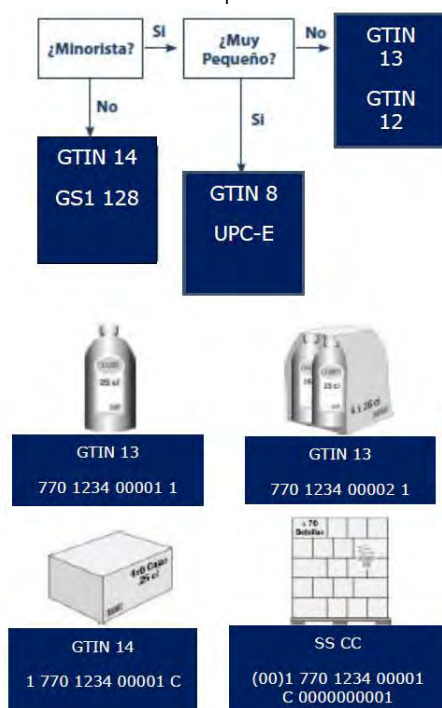 ¿Minorista?
Si
¿Muy
Pequeño?
No
GTIN
13
GTIN
12
No
Si
GTIN 14
GS1 128
GTIN 8
UPC-E
25 cl
25 cl
6 x 25 cl
GTIN 13
770 1234 00001 1
GTIN 13
770 1234 00002 1
25 cl
GTIN 14
1 770 1234 00001 C
SS CC
(00)1 770 1234 00001
C 0000000001